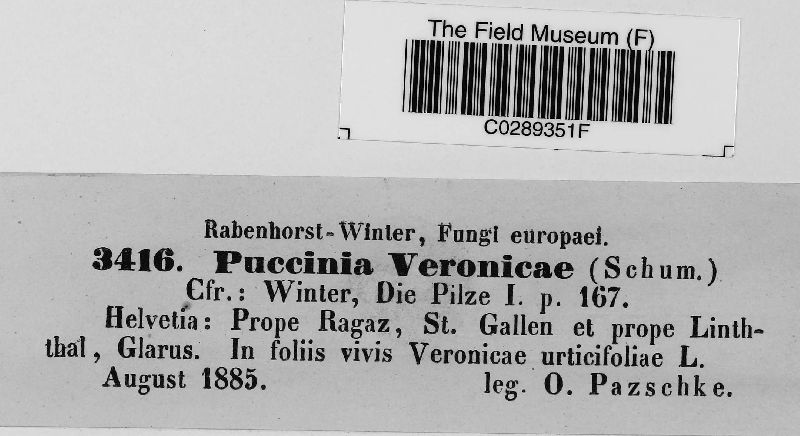 The Field Museum (F)
C0289351F
Rabenhorst-Winter, Fungi europaei.
3416. Puccinia Veronicae (Schum.)
Cfr.: Winter, Die Pilze I. p. 167.
Helvetia: Prope Ragaz, St. Gallen et prope Linth-
thal, Glarus. In foliis vivis Veronicae urticifoliae L.
August 1885. leg. O. Pazschke.